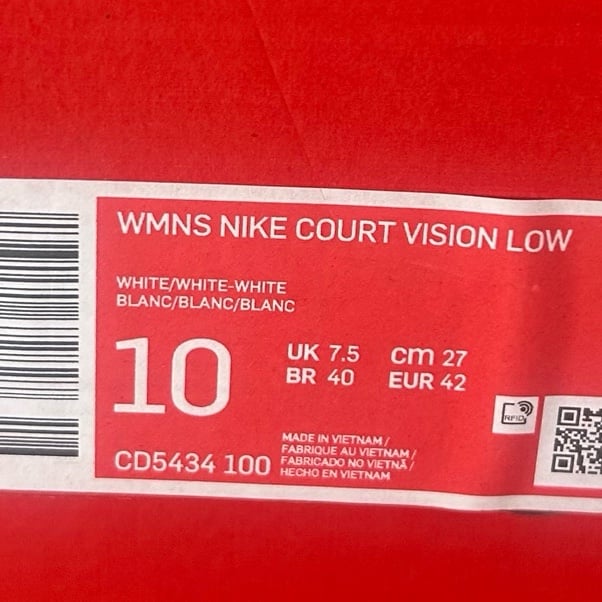 WMNS NIKE COURT VISION LOW
WHITE/WHITE-WHITE
BLANC/BLANC/BLANC
10
UK 7.5 cm 27
BR 40 EUR 42
RFID
CD5434 100
MADE IN VIETNAM /
FABRIQUE AU VIETNAM /
FABRICADO NO VIETNÃ /
HECHO EN VIETNAM